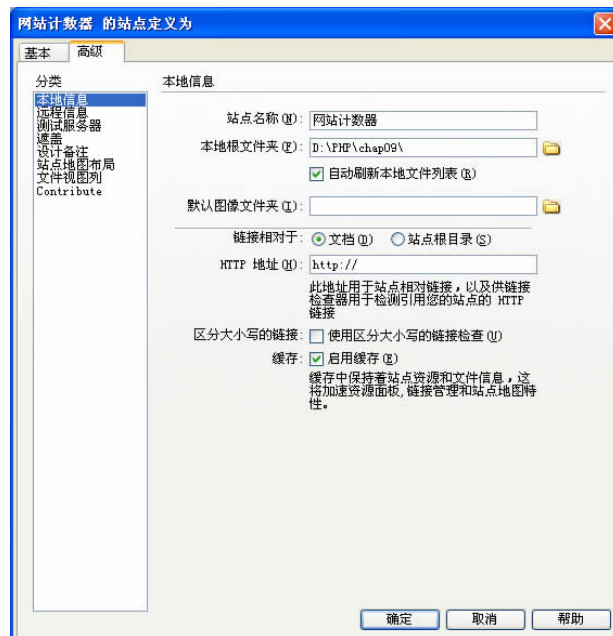 网站计数器 的站点定义为
基本
高级
分类
本地信息
远程信息
测试服务器
遮盖
设计备注
站点地图布局
文件视图列
Contribute
本地信息
站点名称(N): 网站计数器
本地根文件夹(F): D:\PHP\chap09\
自动刷新本地文件列表(R)
默认图像文件夹(I):
链接相对于: 文档(D) 站点根目录(S)
HTTP 地址(H): http://
此地址用于站点相对链接，以及供链接
检查器用于检测引用您的站点的 HTTP
链接
区分大小写的链接: 使用区分大小写的链接检查(U)
缓存: 启用缓存(E)
缓存中保持着站点资源和文件信息，这
将加速资源面板,链接管理和站点地图特
性。
确定 取消 帮助